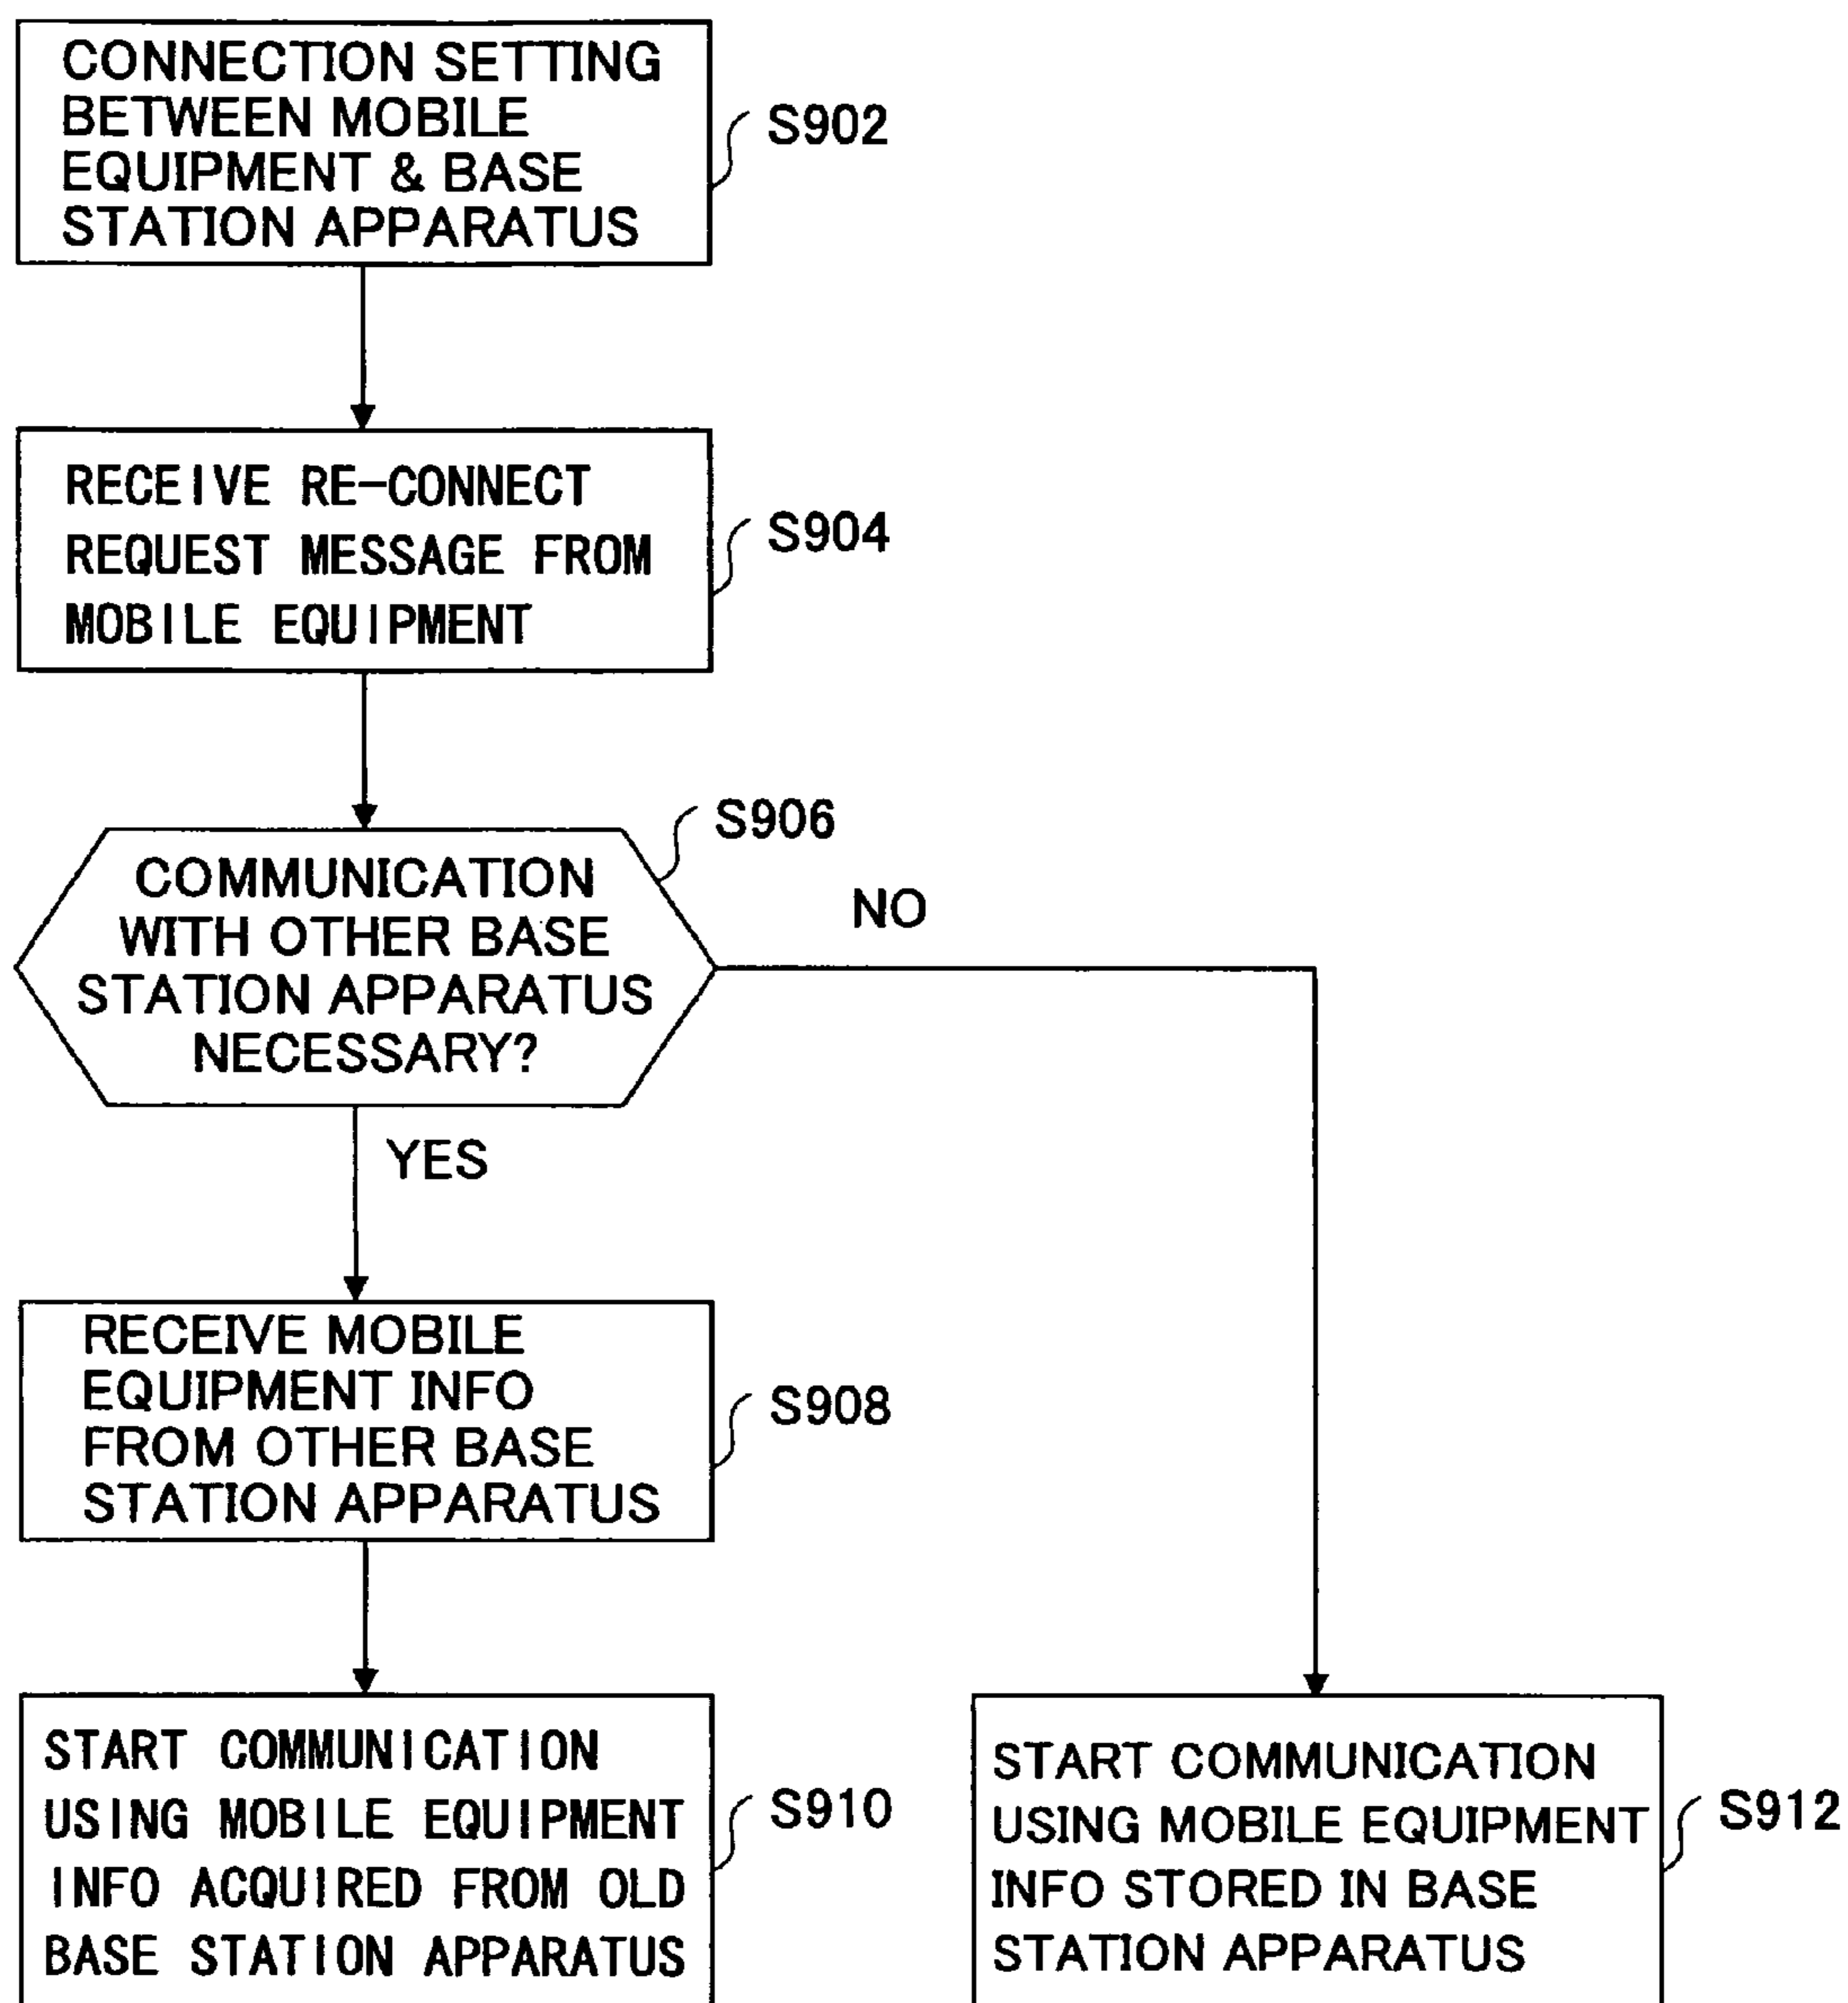 CONNECTION SETTING
BETWEEN MOBILE
EQUIPMENT & BASE
STATION APPARATUS
S902
RECEIVE RE-CONNECT
REQUEST MESSAGE FROM
MOBILE EQUIPMENT
S904
S906
COMMUNICATION
WITH OTHER BASE
STATION APPARATUS
NECESSARY?
NO
YES
RECEIVE MOBILE
EQUIPMENT INFO
FROM OTHER BASE
STATION APPARATUS
S908
START COMMUNICATION
USING MOBILE EQUIPMENT
INFO ACQUIRED FROM OLD
BASE STATION APPARATUS
S910
START COMMUNICATION
USING MOBILE EQUIPMENT
INFO STORED IN BASE
STATION APPARATUS
S912